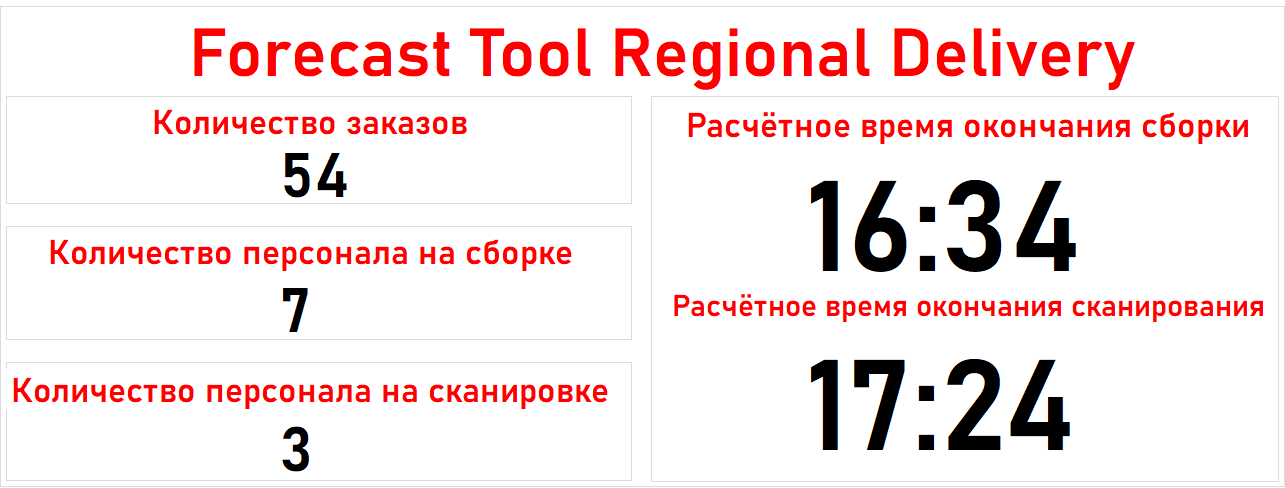 Forecast Tool Regional Delivery
Количество заказов
54
Количество персонала на сборке
7
Количество персонала на сканировке
3
Расчётное время окончания сборки
16:34
Расчётное время окончания сканирования
17:24